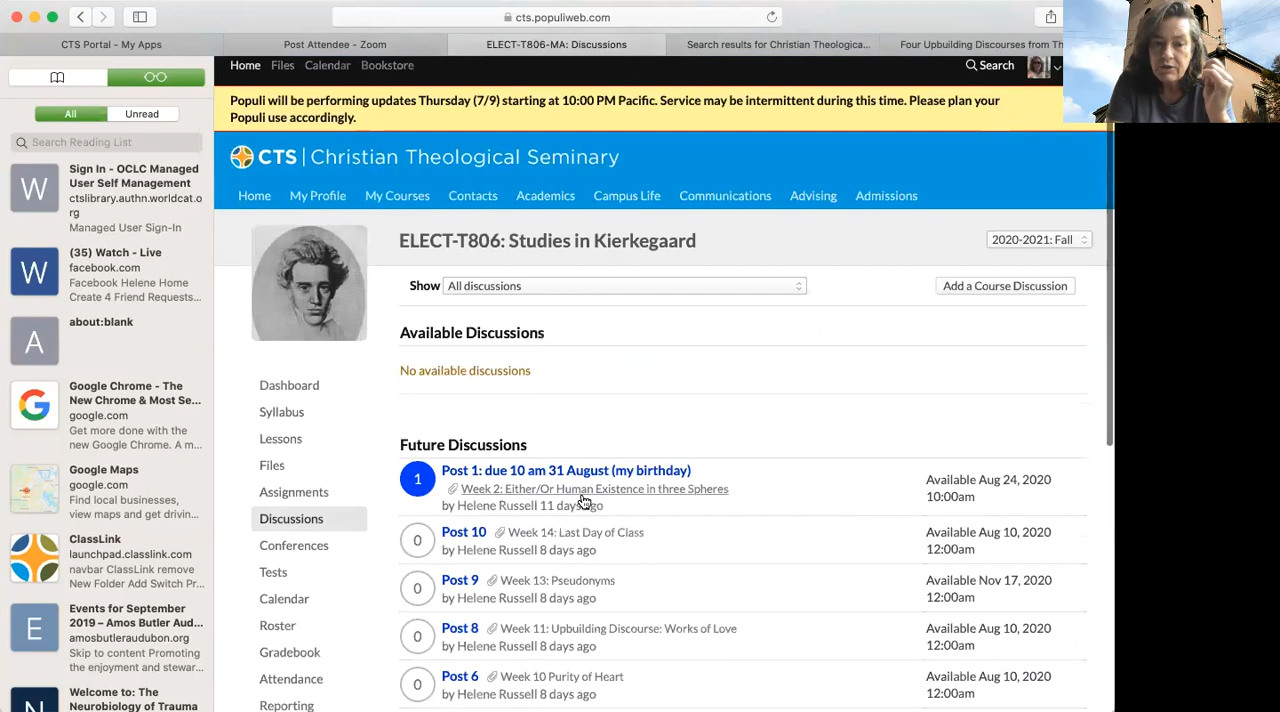 cts.populiweb.com
CTS Portal - My Apps
Post Attendee - Zoom
ELECT-T806-MA: Discussions
Search results for Christian Theologica...
Four Upbuilding Discourses from Th
All
Unread
Search Reading List
W
Sign In - OCLC Managed
User Self Management
ctslibrary.authn.worldcat.o
rg
Managed User Sign-In
W
(35) Watch - Live
facebook.com
Facebook Helene Home
Create 4 Friend Requests...
A
about:blank
Google Chrome - The
New Chrome & Most Se...
google.com
Get more done with the
new Google Chrome. A m...
Google Maps
google.com
Find local businesses,
view maps and get drivin...
ClassLink
launchpad.classlink.com
navbar ClassLink remove
New Folder Add Switch Pr...
E
Events for September
2019 – Amos Butler Aud...
amosbutleraudubon.org
Skip to content Promoting
the enjoyment and stewar...
W
Welcome to: The
Neurobiology of Trauma
Home
Files
Calendar
Bookstore
Search
Populi will be performing updates Thursday (7/9) starting at 10:00 PM Pacific. Service may be intermittent during this time. Please plan your
Populi use accordingly.
CTS | Christian Theological Seminary
Home
My Profile
My Courses
Contacts
Academics
Campus Life
Communications
Advising
Admissions
ELECT-T806: Studies in Kierkegaard
2020-2021: Fall
Dashboard
Syllabus
Lessons
Files
Assignments
Discussions
Conferences
Tests
Calendar
Roster
Gradebook
Attendance
Reporting
Show
All discussions
Add a Course Discussion
Available Discussions
No available discussions
Future Discussions
1
Post 1: due 10 am 31 August (my birthday)
Week 2: Either/Or Human Existence in three Spheres
by Helene Russell 11 days ago
Available Aug 24, 2020
10:00am
0
Post 10 Week 14: Last Day of Class
by Helene Russell 8 days ago
Available Aug 10, 2020
12:00am
0
Post 9 Week 13: Pseudonyms
by Helene Russell 8 days ago
Available Nov 17, 2020
12:00am
0
Post 8 Week 11: Upbuilding Discourse: Works of Love
by Helene Russell 8 days ago
Available Aug 10, 2020
12:00am
0
Post 6 Week 10 Purity of Heart
by Helene Russell 8 days ago
Available Aug 10, 2020
12:00am